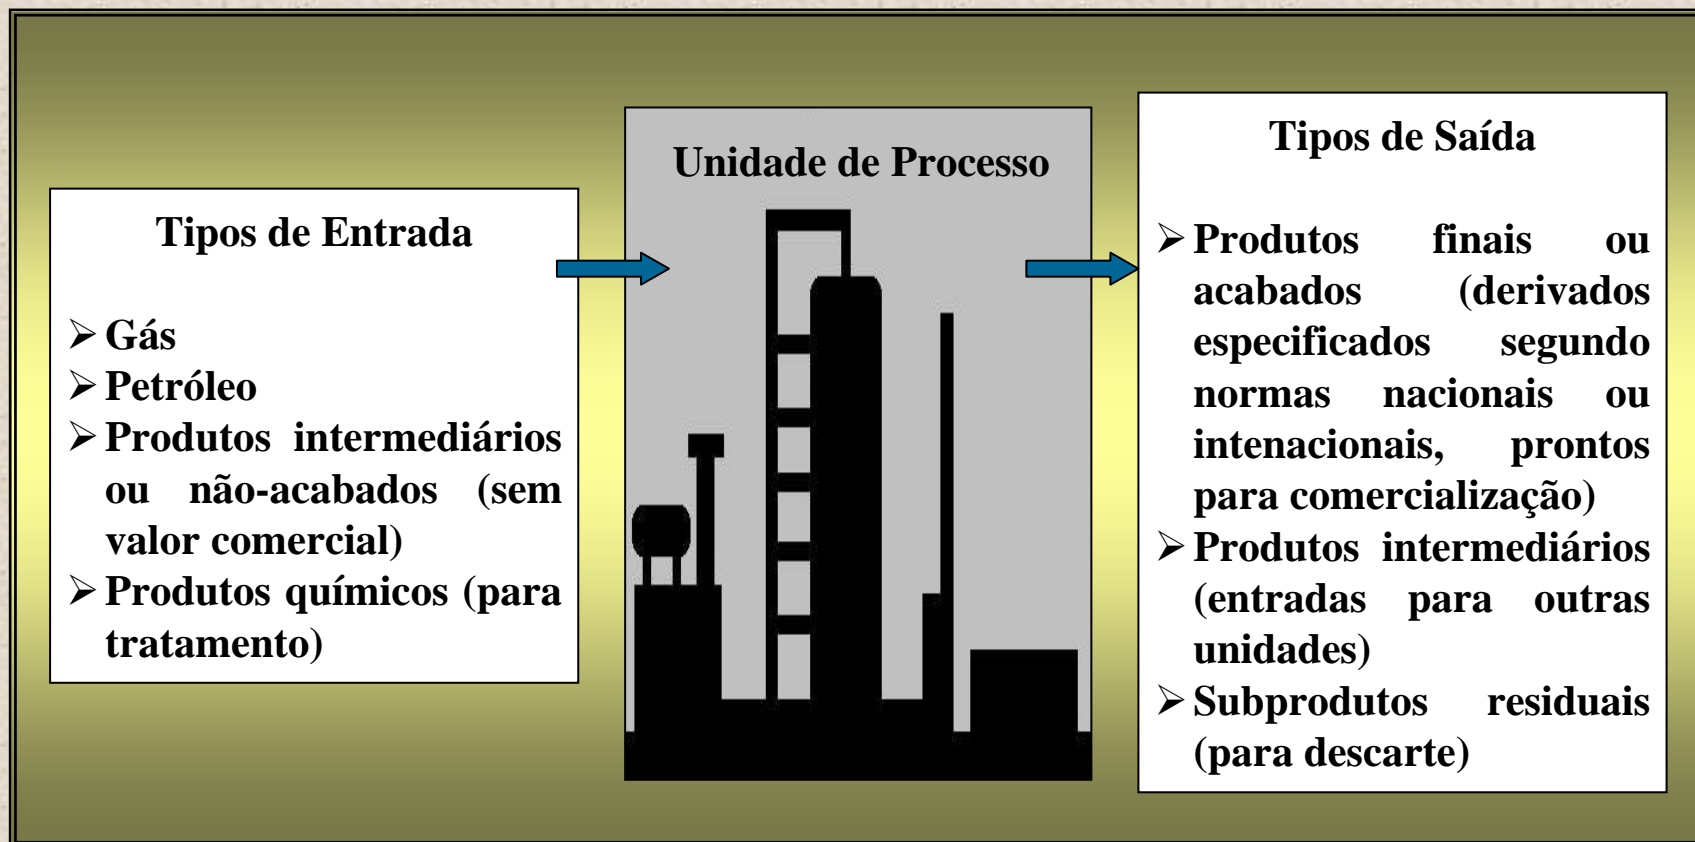 Tipos de Entrada
➢ Gás
➢ Petróleo
➢ Produtos intermediários
ou não-acabados (sem
valor comercial)
➢ Produtos químicos (para
tratamento)
Unidade de Processo
Tipos de Saída
➢ Produtos finais ou
acabados (derivados
especificados segundo
normas nacionais ou
intenacionais, prontos
para comercialização)
➢ Produtos intermediários
(entradas para outras
unidades)
➢ Subprodutos residuais
(para descarte)